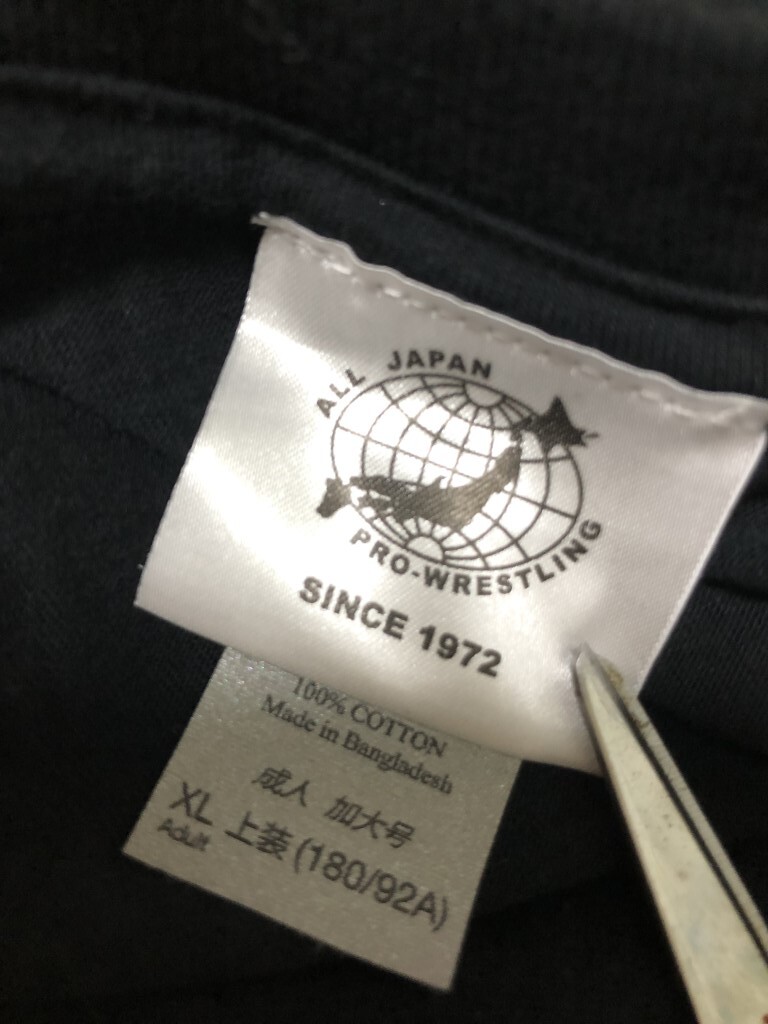 ALL JAPAN
PRO-WRESTLING
SINCE 1972
100% COTTON
Made in Bangladesh
成人 加大号
XL 上装 (180/92A)
Adult